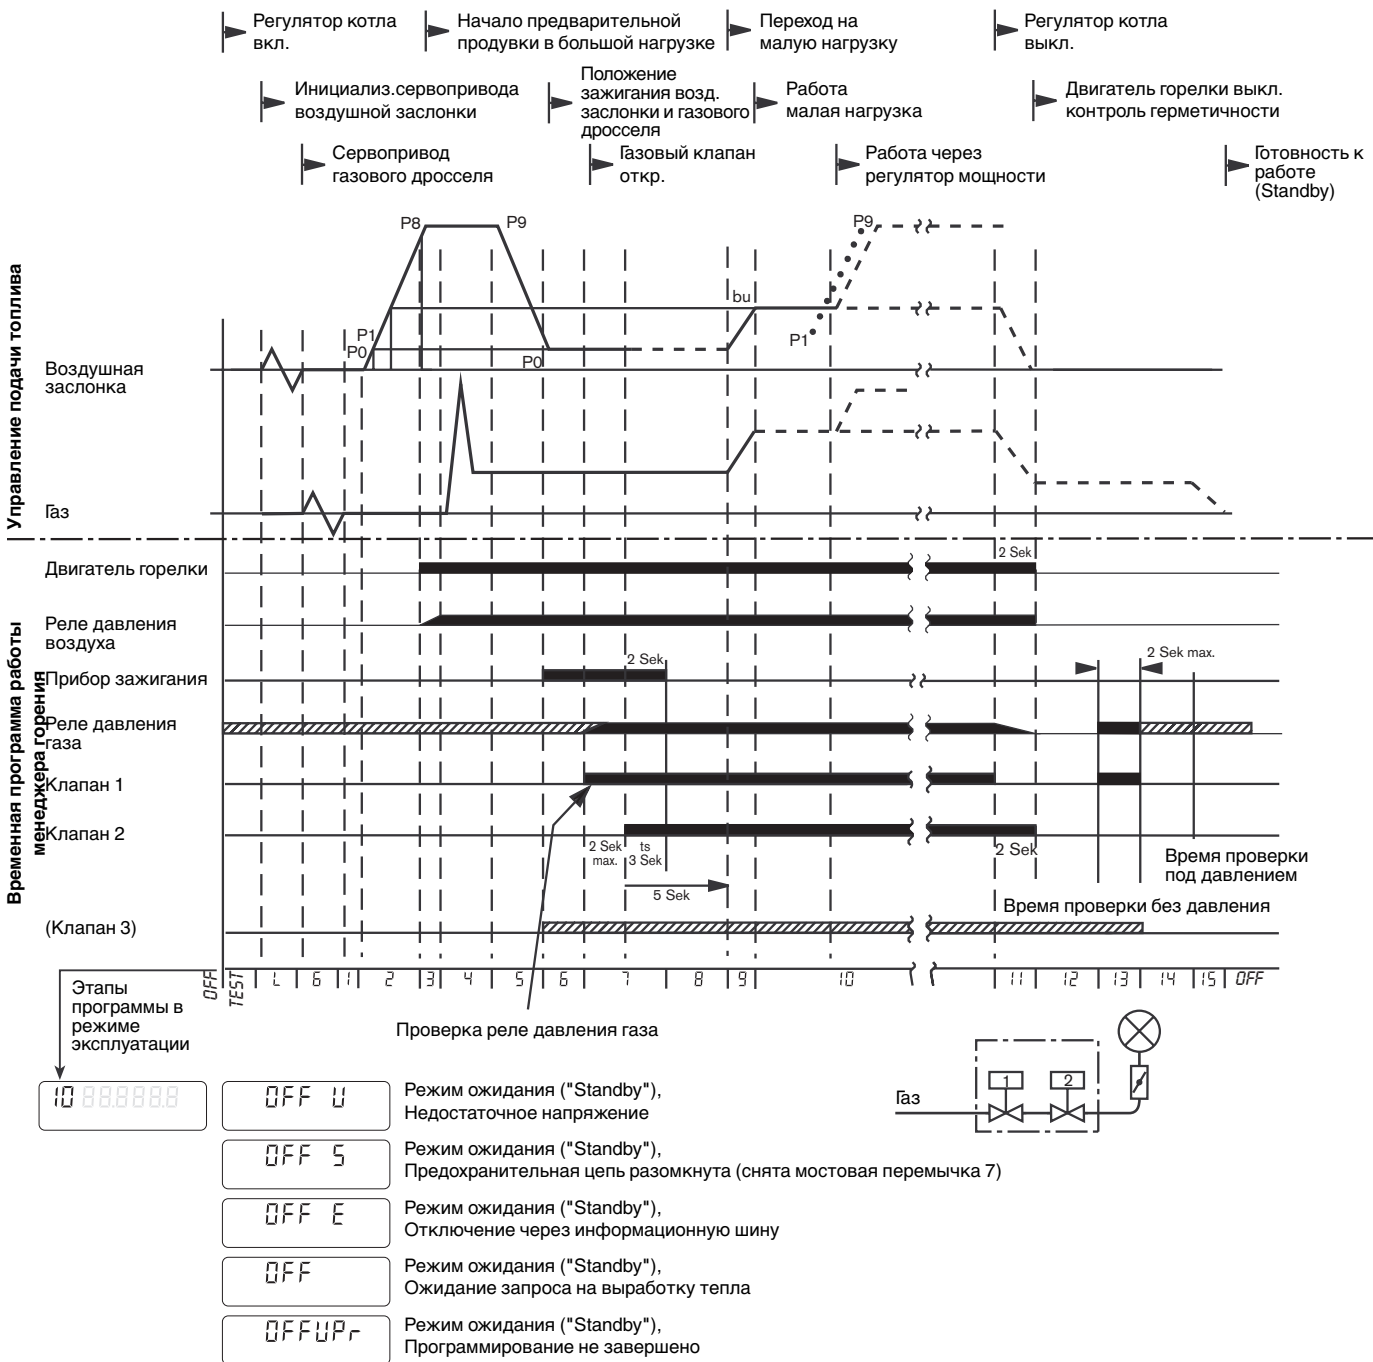 Регулятор котла
вкл.
Начало предварительной
продувки в большой нагрузке
Переход на
малую нагрузку
Регулятор котла
выкл.
Инициализ.сервопривода
воздушной заслонки
Положение
зажигания возд.
заслонки и газового
дросселя
Работа
малая нагрузка
Двигатель горелки выкл.
контроль герметичности
Сервопривод
газового дросселя
Газовый клапан
откр.
Работа через
регулятор мощности
Готовность к
работе
(Standby)
Управление подачи топлива
P8
P9
P9
bu
P1
P0
P0
P1
Воздушная
заслонка
Газ
Временная программа работы
менеджера горения
Двигатель горелки
2 Sek
Реле давления
воздуха
2 Sek
2 Sek max.
Прибор зажигания
Реле давления
газа
Клапан 1
Клапан 2
2 Sek
max.
ts
3 Sek
2 Sek
5 Sek
Время проверки
под давлением
Время проверки без давления
(Клапан 3)
OFF TEST L G 1 2 3 4 5 6 7 8 9 10 11 12 13 14 15 OFF
Этапы
программы в
режиме
эксплуатации
Проверка реле давления газа
10 88.888.8
OFF U
Режим ожидания ("Standby"),
Недостаточное напряжение
Газ
1
2
OFF S
Режим ожидания ("Standby"),
Предохранительная цепь разомкнута (снята мостовая перемычка 7)
OFF E
Режим ожидания ("Standby"),
Отключение через информационную шину
OFF
Режим ожидания ("Standby"),
Ожидание запроса на выработку тепла
OFFUPr
Режим ожидания ("Standby"),
Программирование не завершено